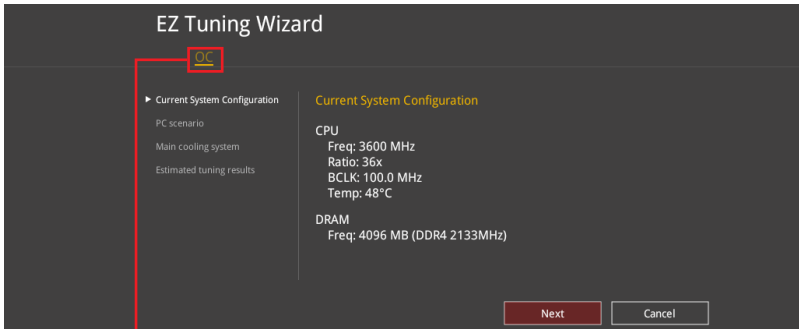 EZ Tuning Wizard
OC
Current System Configuration
PC scenario
Main cooling system
Estimated tuning results
Current System Configuration
CPU
Freq: 3600 MHz
Ratio: 36x
BCLK: 100.0 MHz
Temp: 48°C
DRAM
Freq: 4096 MB (DDR4 2133MHz)
Next
Cancel